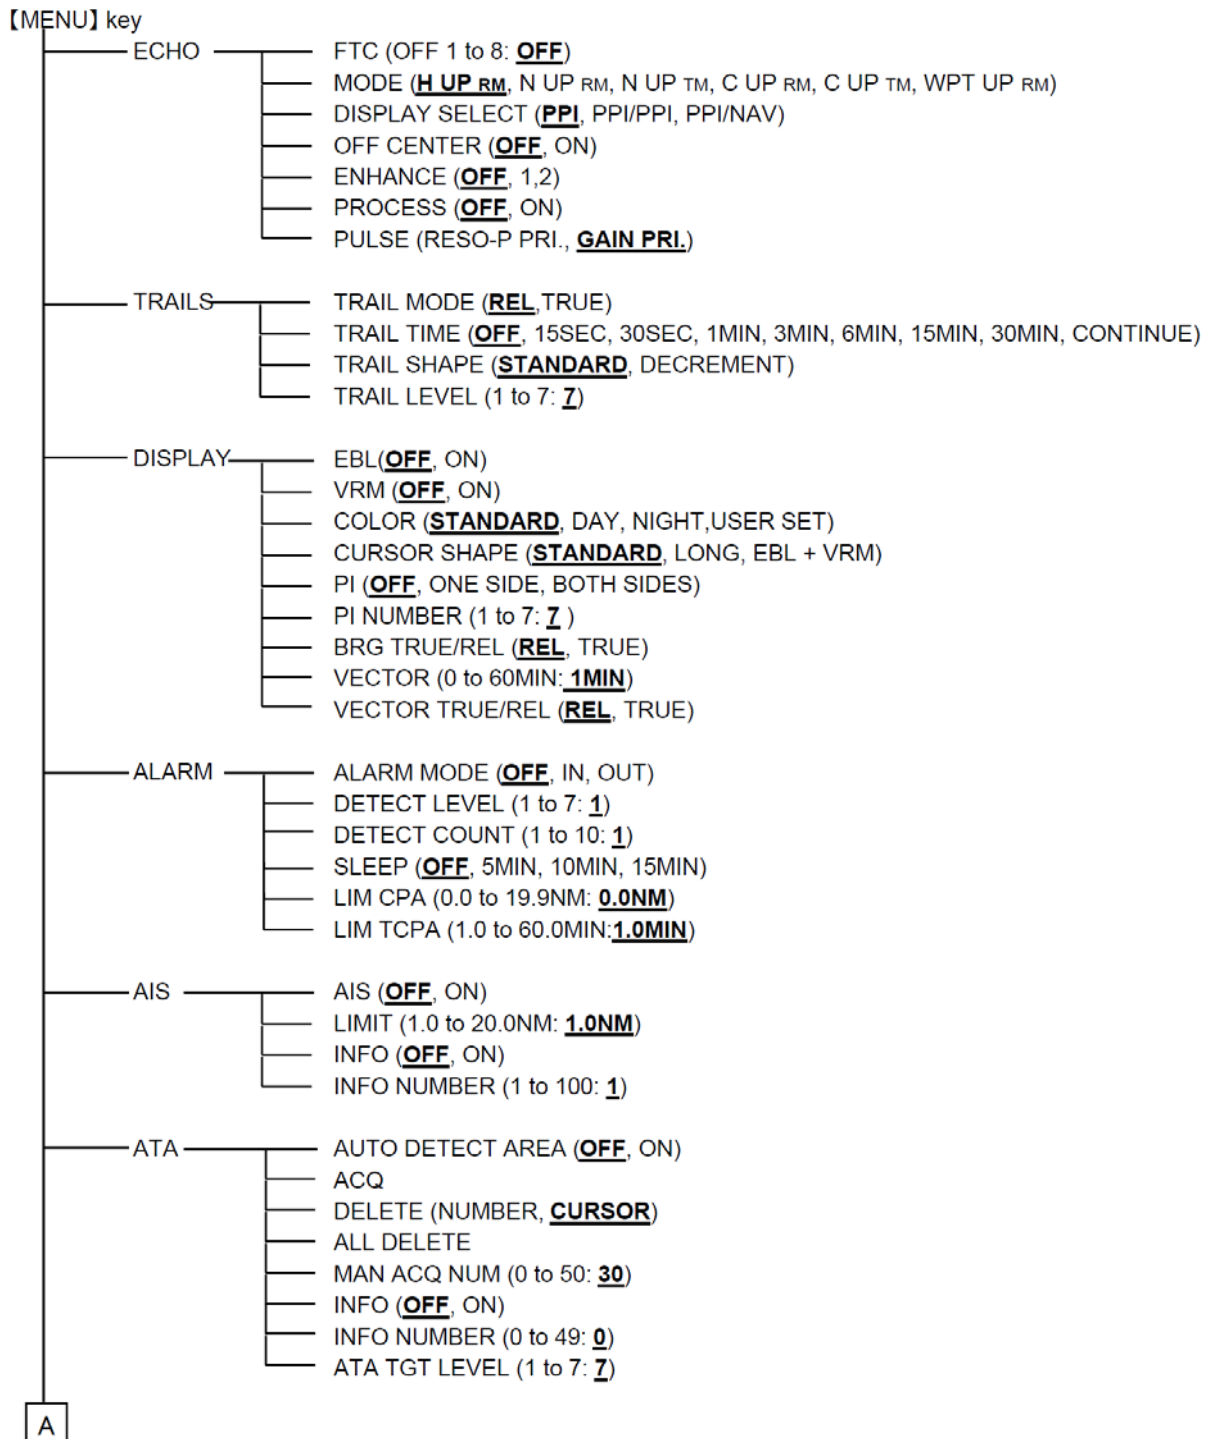 【MENU】 key
ECHO FTC (OFF 1 to 8: OFF)
MODE (H UP RM, N UP RM, N UP TM, C UP RM, C UP TM, WPT UP RM)
DISPLAY SELECT (PPI, PPI/PPI, PPI/NAV)
OFF CENTER (OFF, ON)
ENHANCE (OFF, 1,2)
PROCESS (OFF, ON)
PULSE (RESO-P PRI., GAIN PRI.)
TRAILS TRAIL MODE (REL,TRUE)
TRAIL TIME (OFF, 15SEC, 30SEC, 1MIN, 3MIN, 6MIN, 15MIN, 30MIN, CONTINUE)
TRAIL SHAPE (STANDARD, DECREMENT)
TRAIL LEVEL (1 to 7: 7)
DISPLAY EBL(OFF, ON)
VRM (OFF, ON)
COLOR (STANDARD, DAY, NIGHT,USER SET)
CURSOR SHAPE (STANDARD, LONG, EBL + VRM)
PI (OFF, ONE SIDE, BOTH SIDES)
PI NUMBER (1 to 7: 7 )
BRG TRUE/REL (REL, TRUE)
VECTOR (0 to 60MIN: 1MIN)
VECTOR TRUE/REL (REL, TRUE)
ALARM ALARM MODE (OFF, IN, OUT)
DETECT LEVEL (1 to 7: 1)
DETECT COUNT (1 to 10: 1)
SLEEP (OFF, 5MIN, 10MIN, 15MIN)
LIM CPA (0.0 to 19.9NM: 0.0NM)
LIM TCPA (1.0 to 60.0MIN:1.0MIN)
AIS AIS (OFF, ON)
LIMIT (1.0 to 20.0NM: 1.0NM)
INFO (OFF, ON)
INFO NUMBER (1 to 100: 1)
ATA AUTO DETECT AREA (OFF, ON)
ACQ
DELETE (NUMBER, CURSOR)
ALL DELETE
MAN ACQ NUM (0 to 50: 30)
INFO (OFF, ON)
INFO NUMBER (0 to 49: 0)
ATA TGT LEVEL (1 to 7: 7)
A